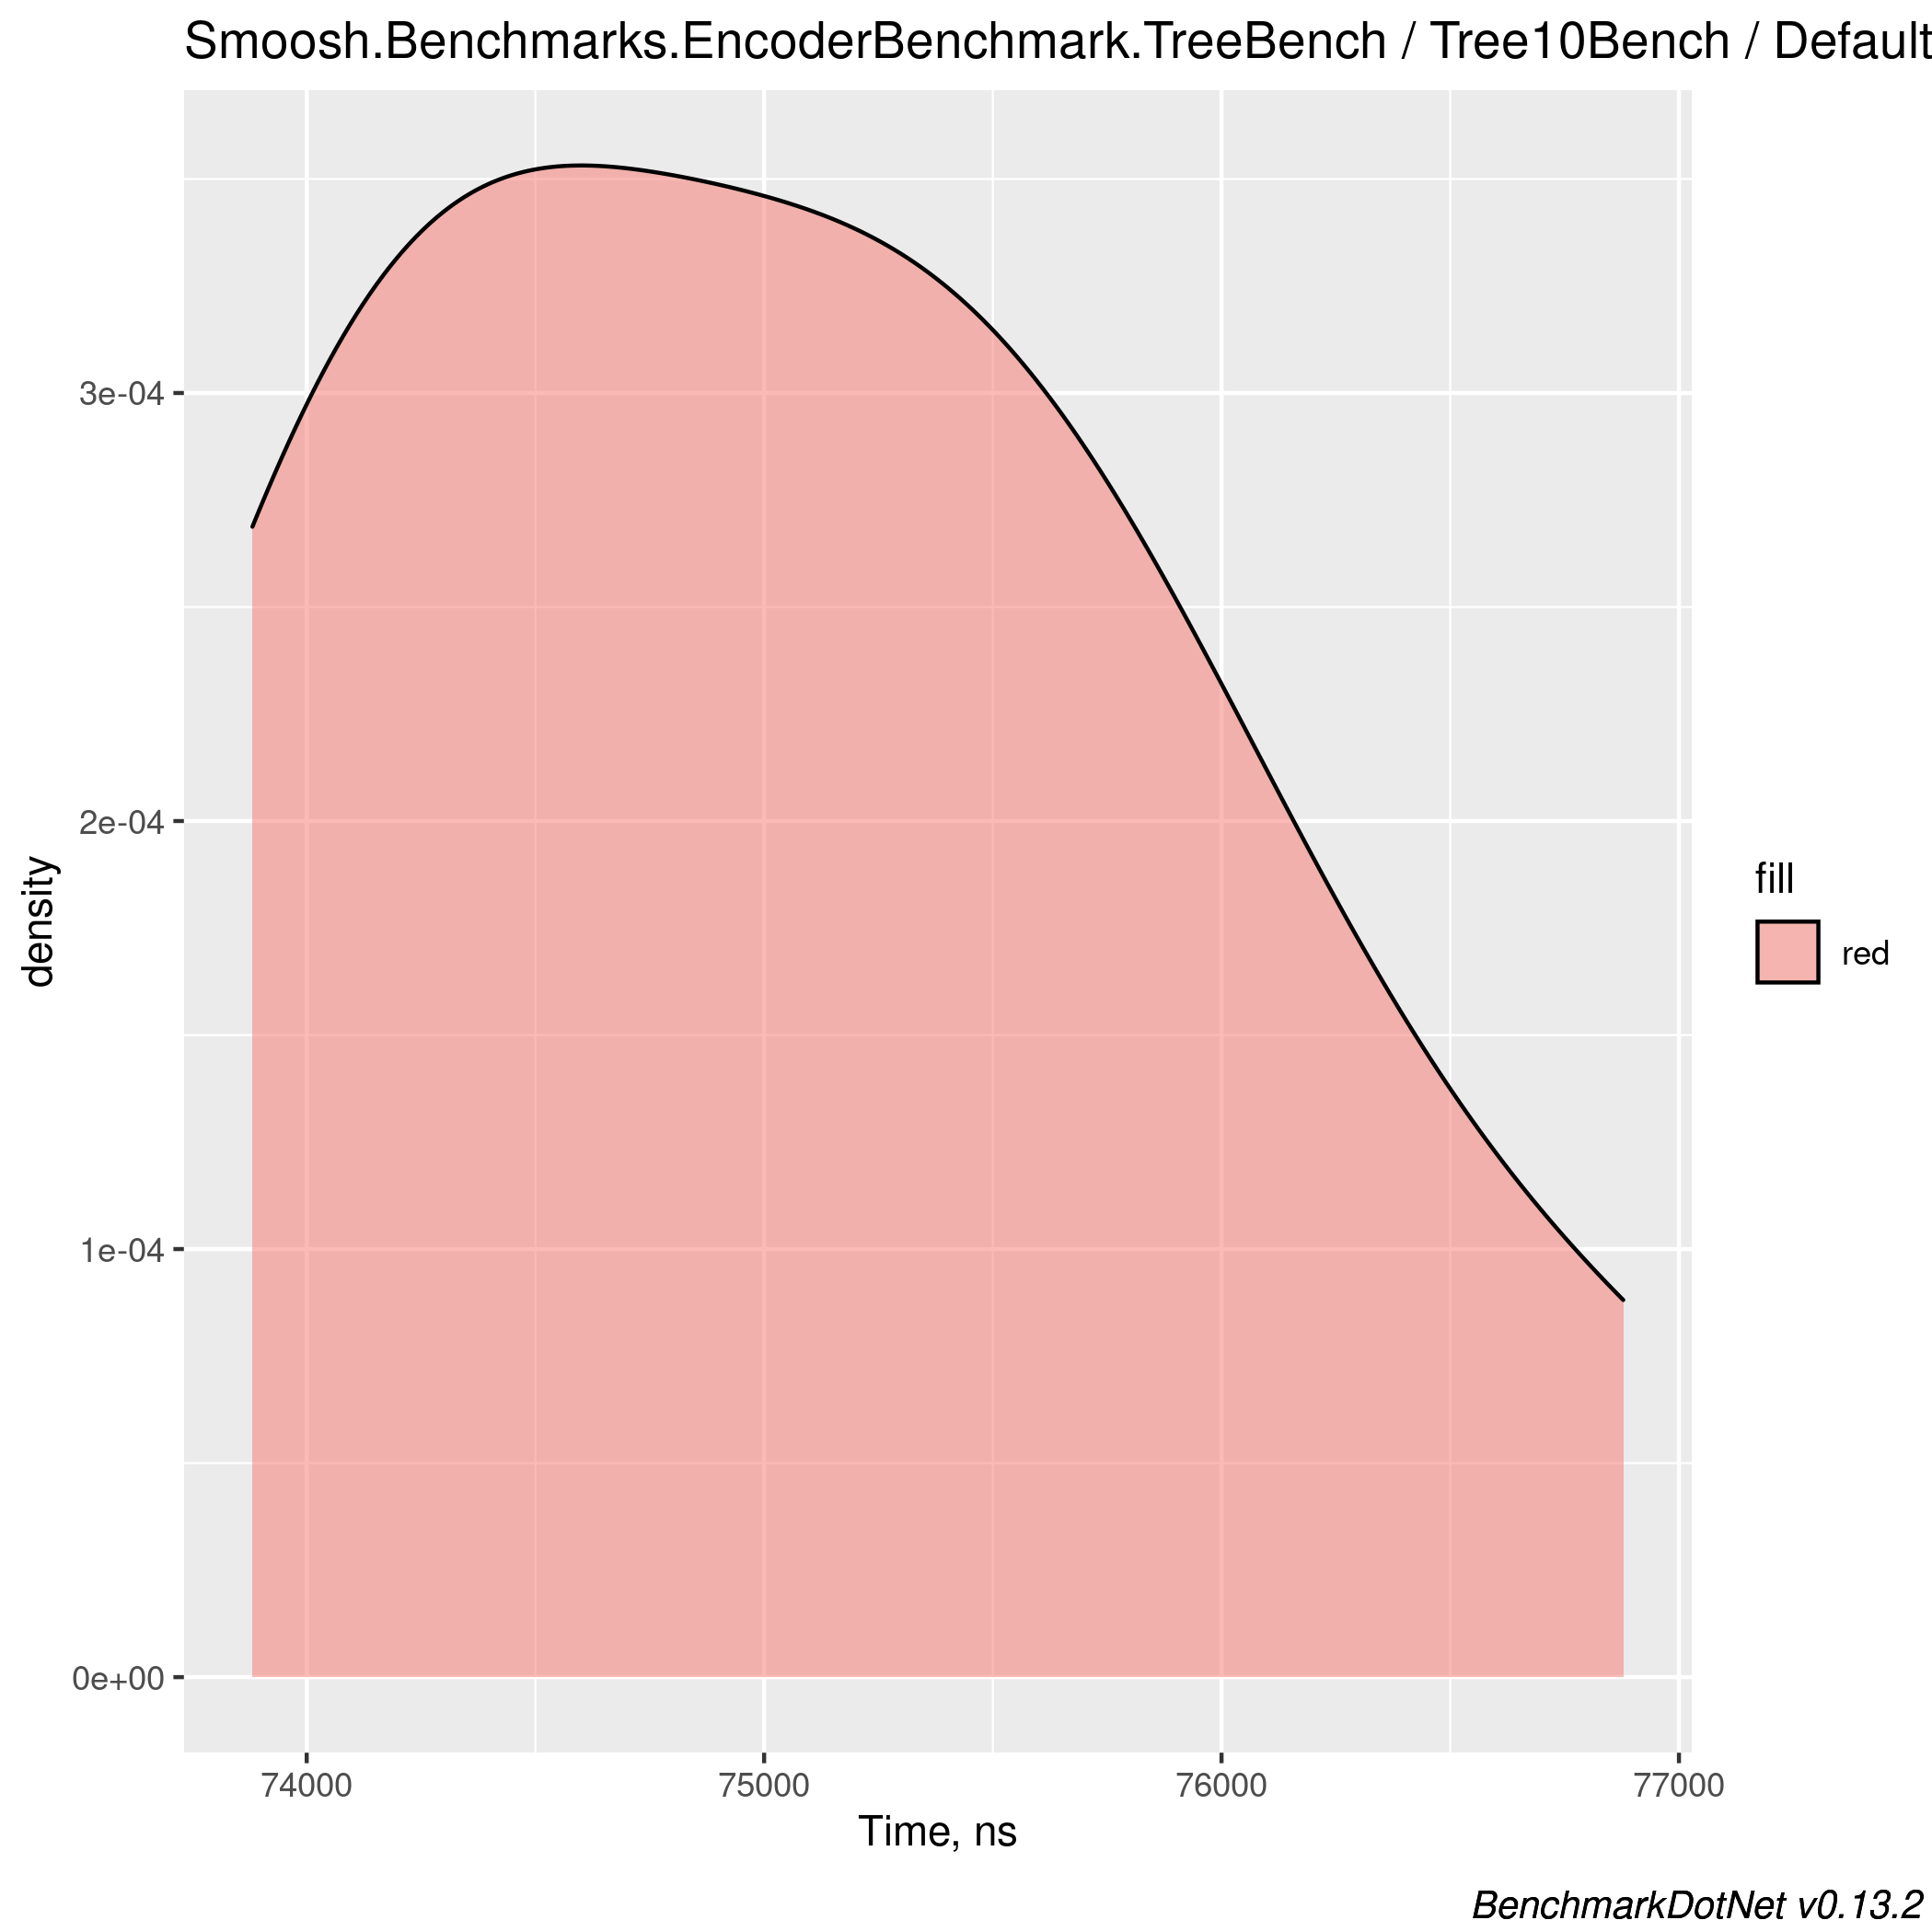 Smoosh.Benchmarks.EncoderBenchmark.TreeBench / Tree10Bench / Default
3e-04
2e-04
1e-04
0e+00
density
74000 75000 76000 77000
Time, ns
fill
red
BenchmarkDotNet v0.13.2